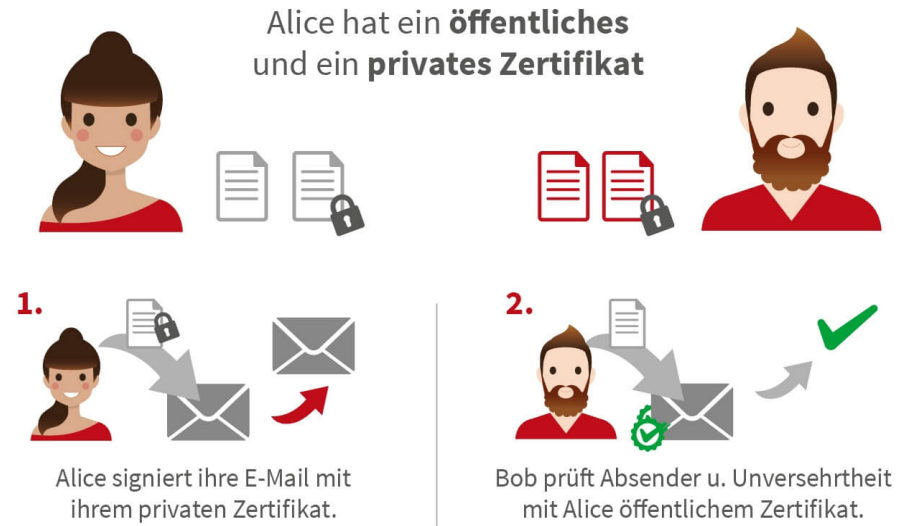 Alice hat ein öffentliches
und ein privates Zertifikat
1.
Alice signiert ihre E-Mail mit
ihrem privaten Zertifikat.
2.
Bob prüft Absender u. Unversehrtheit
mit Alice öffentlichem Zertifikat.